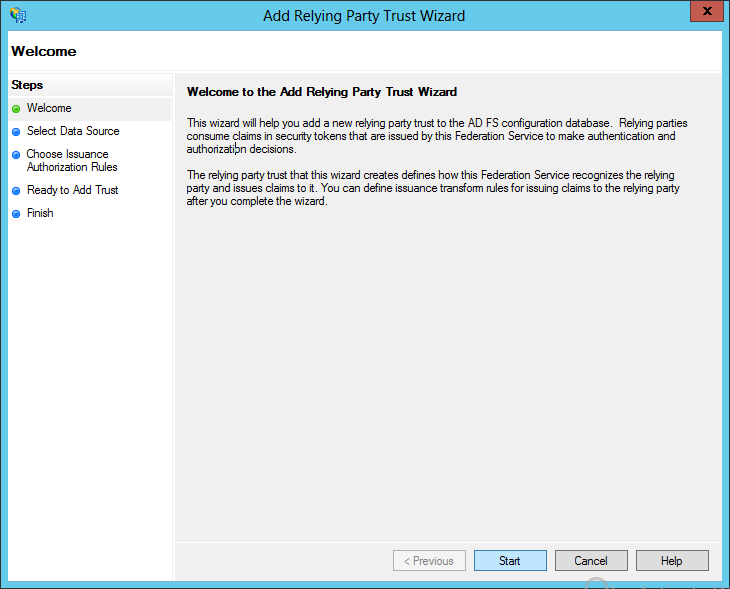 Add Relying Party Trust Wizard
X
Welcome
Steps
Welcome
Select Data Source
Choose Issuance
Authorization Rules
Ready to Add Trust
Finish
Welcome to the Add Relying Party Trust Wizard
This wizard will help you add a new relying party trust to the AD FS configuration database.  Relying parties
consume claims in security tokens that are issued by this Federation Service to make authentication and
authorization decisions.
The relying party trust that this wizard creates defines how this Federation Service recognizes the relying
party and issues claims to it. You can define issuance transform rules for issuing claims to the relying party
after you complete the wizard.
< Previous
Start
Cancel
Help